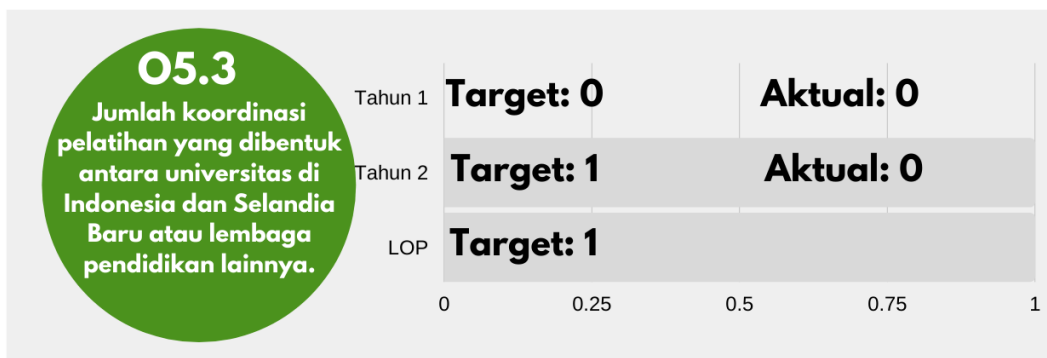 O5.3
Jumlah koordinasi
pelatihan yang dibentuk
antara universitas di
Indonesia dan Selandia
Baru atau lembaga
pendidikan lainnya.
Tahun 1 Target: 0 Aktual: 0
Tahun 2 Target: 1 Aktual: 0
LOP Target: 1
0 0.25 0.5 0.75 1